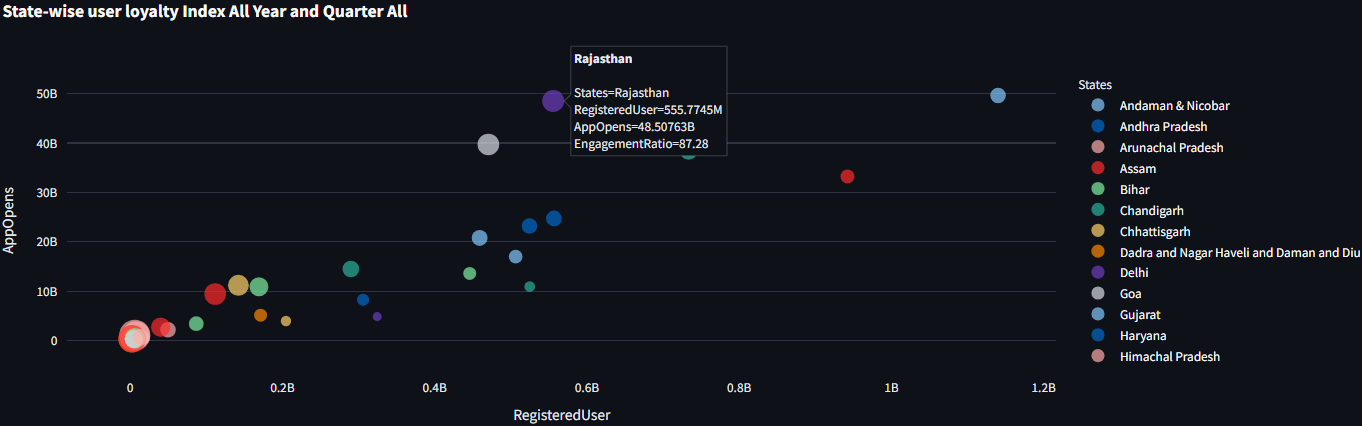 State-wise user loyalty Index All Year and Quarter All
Rajasthan
States=Rajasthan
RegisteredUser=555.7745M
AppOpens=48.50763B
EngagementRatio=87.28
50B
40B
30B
20B
10B
0
AppOpens
0
0.2B
0.4B
0.6B
0.8B
1B
1.2B
RegisteredUser
States
Andaman & Nicobar
Andhra Pradesh
Arunachal Pradesh
Assam
Bihar
Chandigarh
Chhattisgarh
Dadra and Nagar Haveli and Daman and Diu
Delhi
Goa
Gujarat
Haryana
Himachal Pradesh